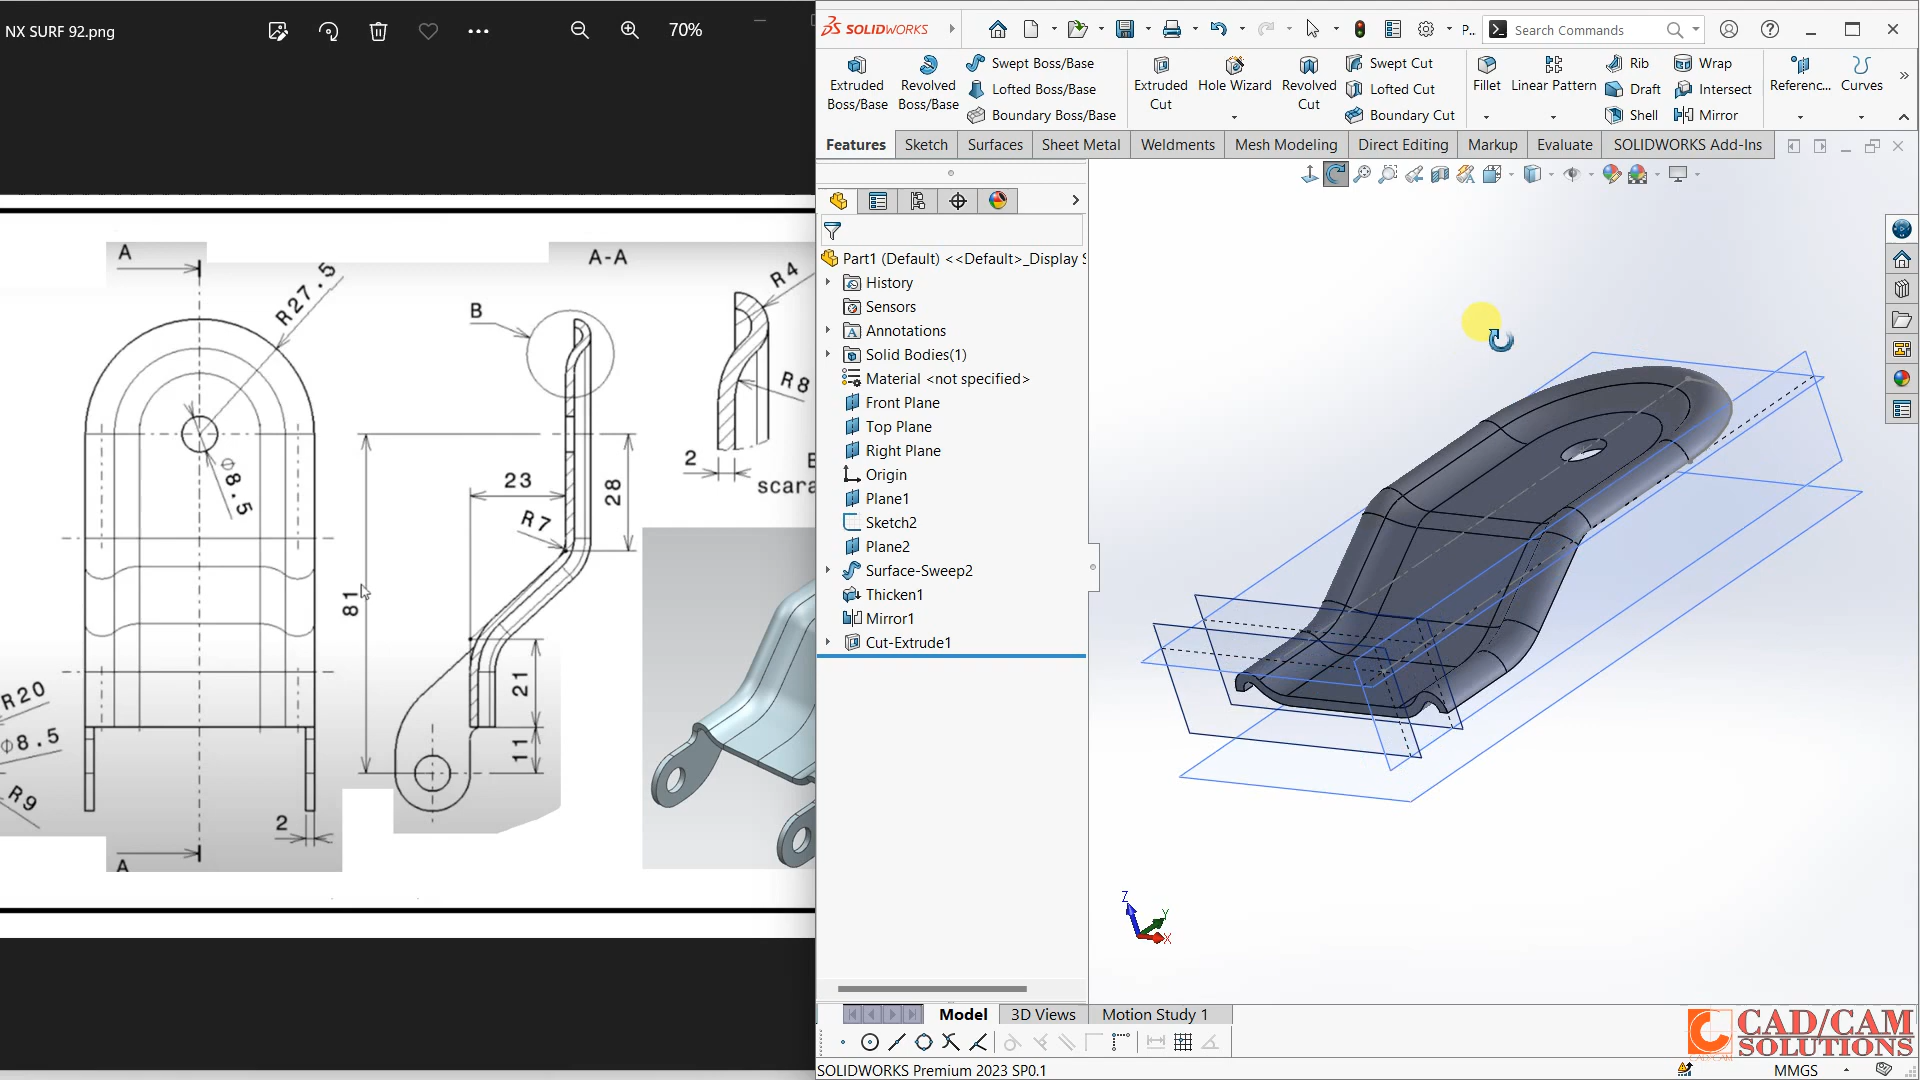 NX SURF 92.png
70%
SOLIDWORKS
P..
Search Commands
Extruded Boss/Base
Revolved Boss/Base
Swept Boss/Base
Lofted Boss/Base
Boundary Boss/Base
Extruded Cut
Hole Wizard
Revolved Cut
Swept Cut
Lofted Cut
Boundary Cut
Fillet
Linear Pattern
Rib
Draft
Shell
Wrap
Intersect
Mirror
Referenc...
Curves
Features
Sketch
Surfaces
Sheet Metal
Weldments
Mesh Modeling
Direct Editing
Markup
Evaluate
SOLIDWORKS Add-Ins
Part1 (Default) <<Default>_Display
History
Sensors
Annotations
Solid Bodies(1)
Material <not specified>
Front Plane
Top Plane
Right Plane
Origin
Plane1
Sketch2
Plane2
Surface-Sweep2
Thicken1
Mirror1
Cut-Extrude1
A
A-A
R27.5
R4
B
R8
2
scara
23
28
R7
⌀8.5
81
R20
⌀8.5
21
11
R9
2
A
Z
Y
X
Model
3D Views
Motion Study 1
CAD/CAM
SOLUTIONS
SOLIDWORKS Premium 2023 SP0.1
MMGS